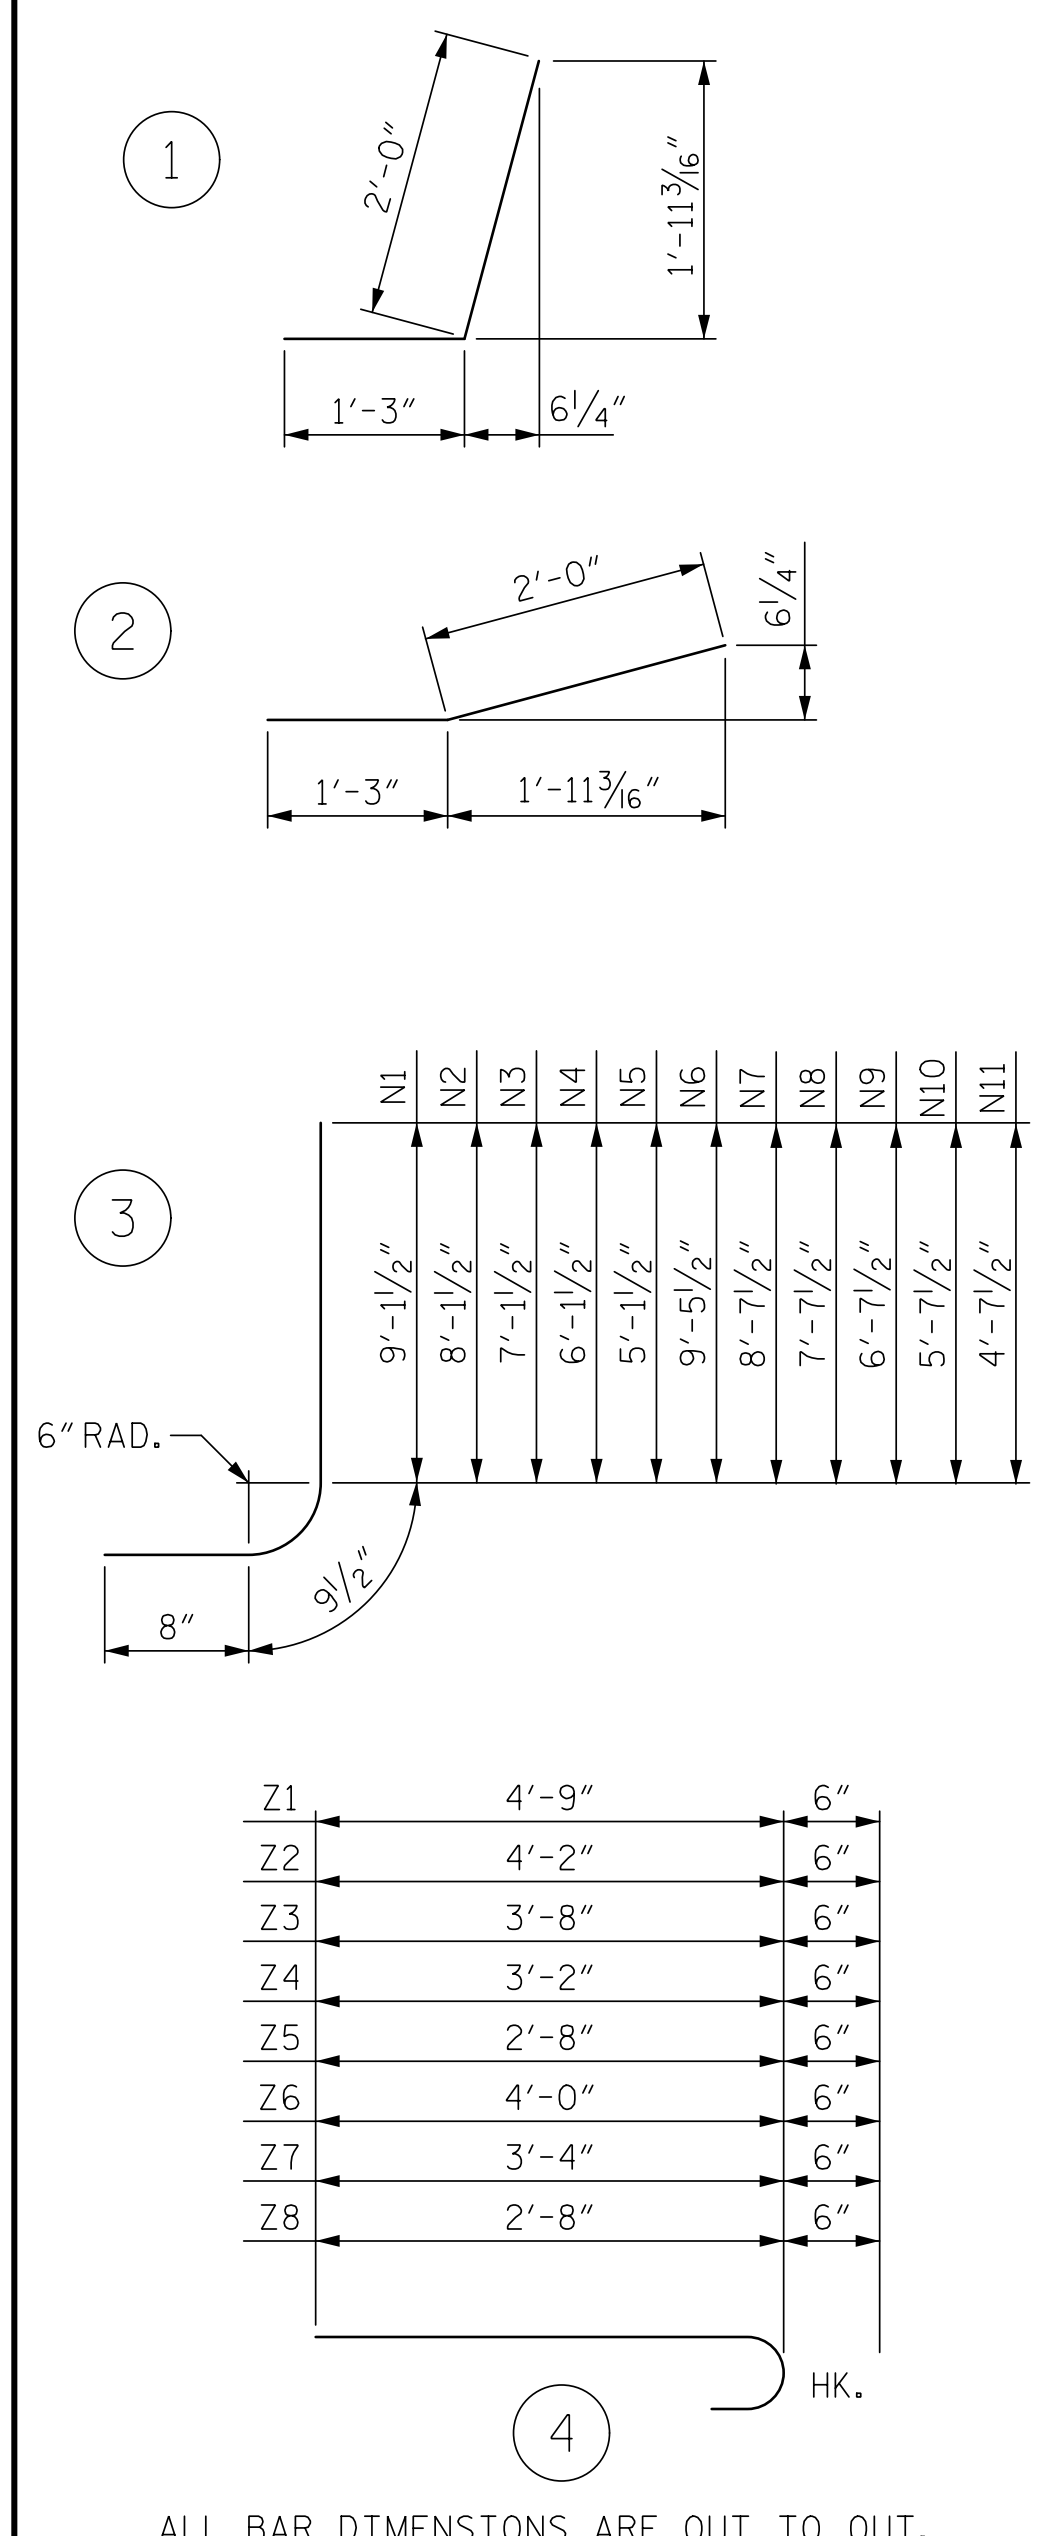 1
2'-0"
1'-11 3/16"
1'-3"
6 1/4"
2
2'-0"
6 1/4"
1'-3"
1'-11 3/16"
3
N1 N2 N3 N4 N5 N6 N7 N8 N9 N10 N11
9'-1 1/2" 8'-1 1/2" 7'-1 1/2" 6'-1 1/2" 5'-1 1/2" 9'-5 1/2" 8'-7 1/2" 7'-7 1/2" 6'-7 1/2" 5'-7 1/2" 4'-7 1/2"
6" RAD.
9 1/2"
8"
Z1 4'-9" 6"
Z2 4'-2" 6"
Z3 3'-8" 6"
Z4 3'-2" 6"
Z5 2'-8" 6"
Z6 4'-0" 6"
Z7 3'-4" 6"
Z8 2'-8" 6"
HK.
4
ALL BAR DIMENSIONS ARE OUT TO OUT.